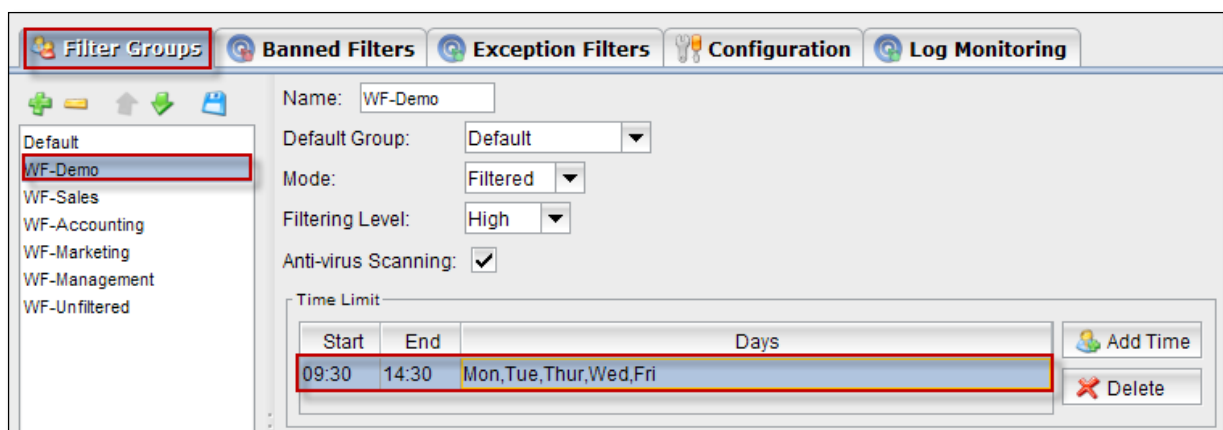 Filter Groups Banned Filters Exception Filters Configuration Log Monitoring
Default
WF-Demo
WF-Sales
WF-Accounting
WF-Marketing
WF-Management
WF-Unfiltered
Name: WF-Demo
Default Group: Default
Mode: Filtered
Filtering Level: High
Anti-virus Scanning:
Time Limit
Start End Days
09:30 14:30 Mon,Tue,Thur,Wed,Fri
Add Time
Delete